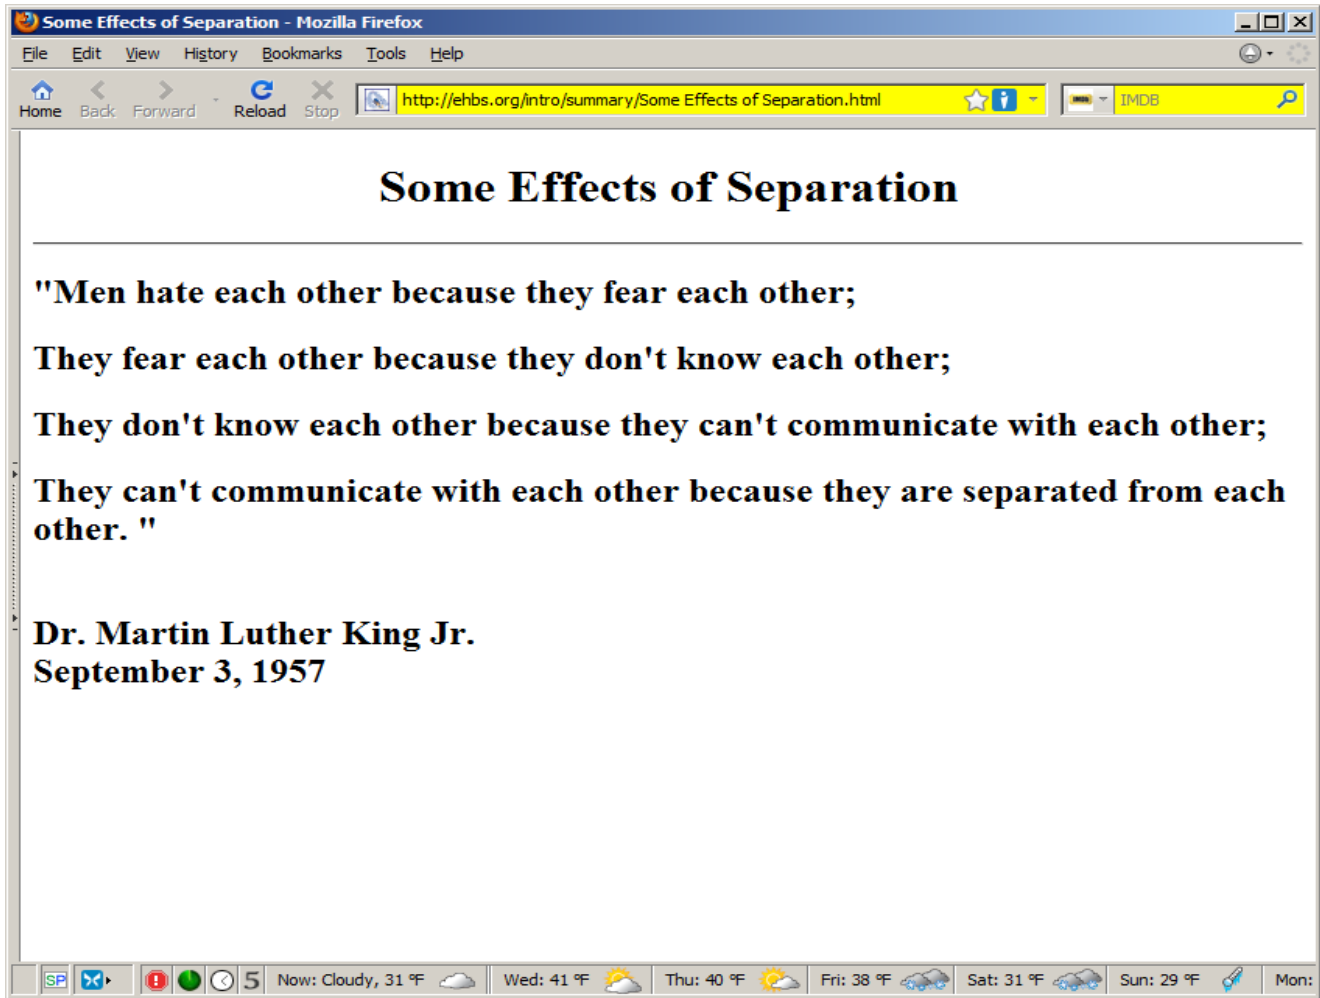 Some Effects of Separation - Mozilla Firefox
File Edit View History Bookmarks Tools Help
Home Back Forward Reload Stop http://ehbs.org/intro/summary/Some Effects of Separation.html IMDB
Some Effects of Separation
"Men hate each other because they fear each other;
They fear each other because they don't know each other;
They don't know each other because they can't communicate with each other;
They can't communicate with each other because they are separated from each
other. "
Dr. Martin Luther King Jr.
September 3, 1957
SP 5 Now: Cloudy, 31 °F Wed: 41 °F Thu: 40 °F Fri: 38 °F Sat: 31 °F Sun: 29 °F Mon: